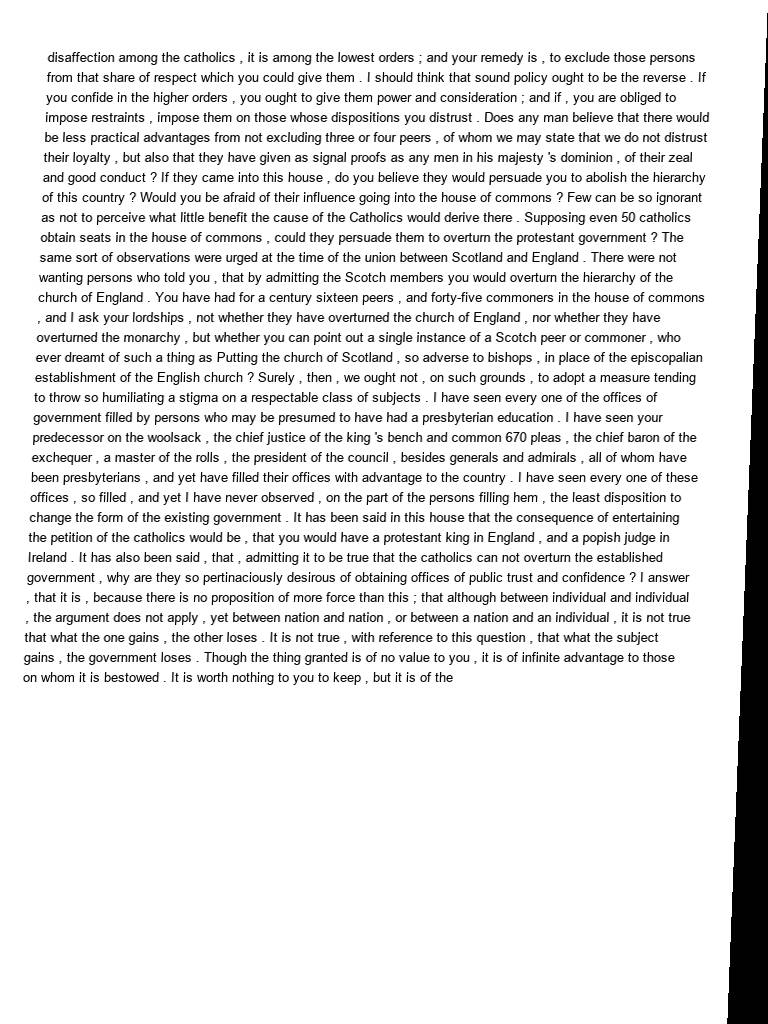 disaffection among the catholics , it is among the lowest orders ; and your remedy is , to exclude those persons
from that share of respect which you could give them . I should think that sound policy ought to be the reverse . If
you confide in the higher orders , you ought to give them power and consideration ; and if , you are obliged to
impose restraints , impose them on those whose dispositions you distrust . Does any man believe that there would
be less practical advantages from not excluding three or four peers , of whom we may state that we do not distrust
their loyalty , but also that they have given as signal proofs as any men in his majesty 's dominion , of their zeal
and good conduct ? If they came into this house , do you believe they would persuade you to abolish the hierarchy
of this country ? Would you be afraid of their influence going into the house of commons ? Few can be so ignorant
as not to perceive what little benefit the cause of the Catholics would derive there . Supposing even 50 catholics
obtain seats in the house of commons , could they persuade them to overturn the protestant government ? The
same sort of observations were urged at the time of the union between Scotland and England . There were not
wanting persons who told you , that by admitting the Scotch members you would overturn the hierarchy of the
church of England . You have had for a century sixteen peers , and forty-five commoners in the house of commons
, and I ask your lordships , not whether they have overturned the church of England , nor whether they have
overturned the monarchy , but whether you can point out a single instance of a Scotch peer or commoner , who
ever dreamt of such a thing as Putting the church of Scotland , so adverse to bishops , in place of the episcopalian
establishment of the English church ? Surely , then , we ought not , on such grounds , to adopt a measure tending
to throw so humiliating a stigma on a respectable class of subjects . I have seen every one of the offices of
government filled by persons who may be presumed to have had a presbyterian education . I have seen your
predecessor on the woolsack , the chief justice of the king 's bench and common 670 pleas , the chief baron of the
exchequer , a master of the rolls , the president of the council , besides generals and admirals , all of whom have
been presbyterians , and yet have filled their offices with advantage to the country . I have seen every one of these
offices , so filled , and yet I have never observed , on the part of the persons filling hem , the least disposition to
change the form of the existing government . It has been said in this house that the consequence of entertaining
the petition of the catholics would be , that you would have a protestant king in England , and a popish judge in
Ireland . It has also been said , that , admitting it to be true that the catholics can not overturn the established
government , why are they so pertinaciously desirous of obtaining offices of public trust and confidence ? I answer
, that it is , because there is no proposition of more force than this ; that although between individual and individual
, the argument does not apply , yet between nation and nation , or between a nation and an individual , it is not true
that what the one gains , the other loses . It is not true , with reference to this question , that what the subject
gains , the government loses . Though the thing granted is of no value to you , it is of infinite advantage to those
on whom it is bestowed . It is worth nothing to you to keep , but it is of the